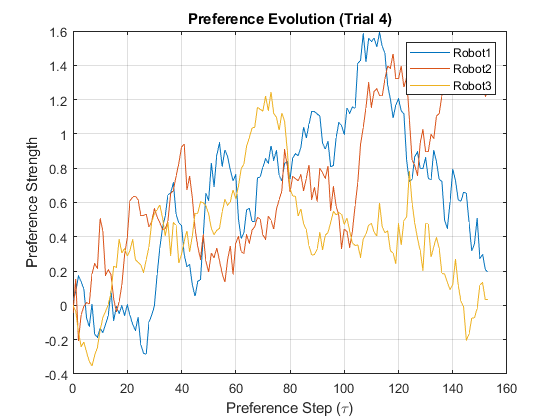 Preference Evolution (Trial 4)
1.6
1.4
1.2
1
0.8
0.6
0.4
0.2
0
-0.2
-0.4
Preference Strength
Robot1
Robot2
Robot3
0 20 40 60 80 100 120 140 160
Preference Step (τ)